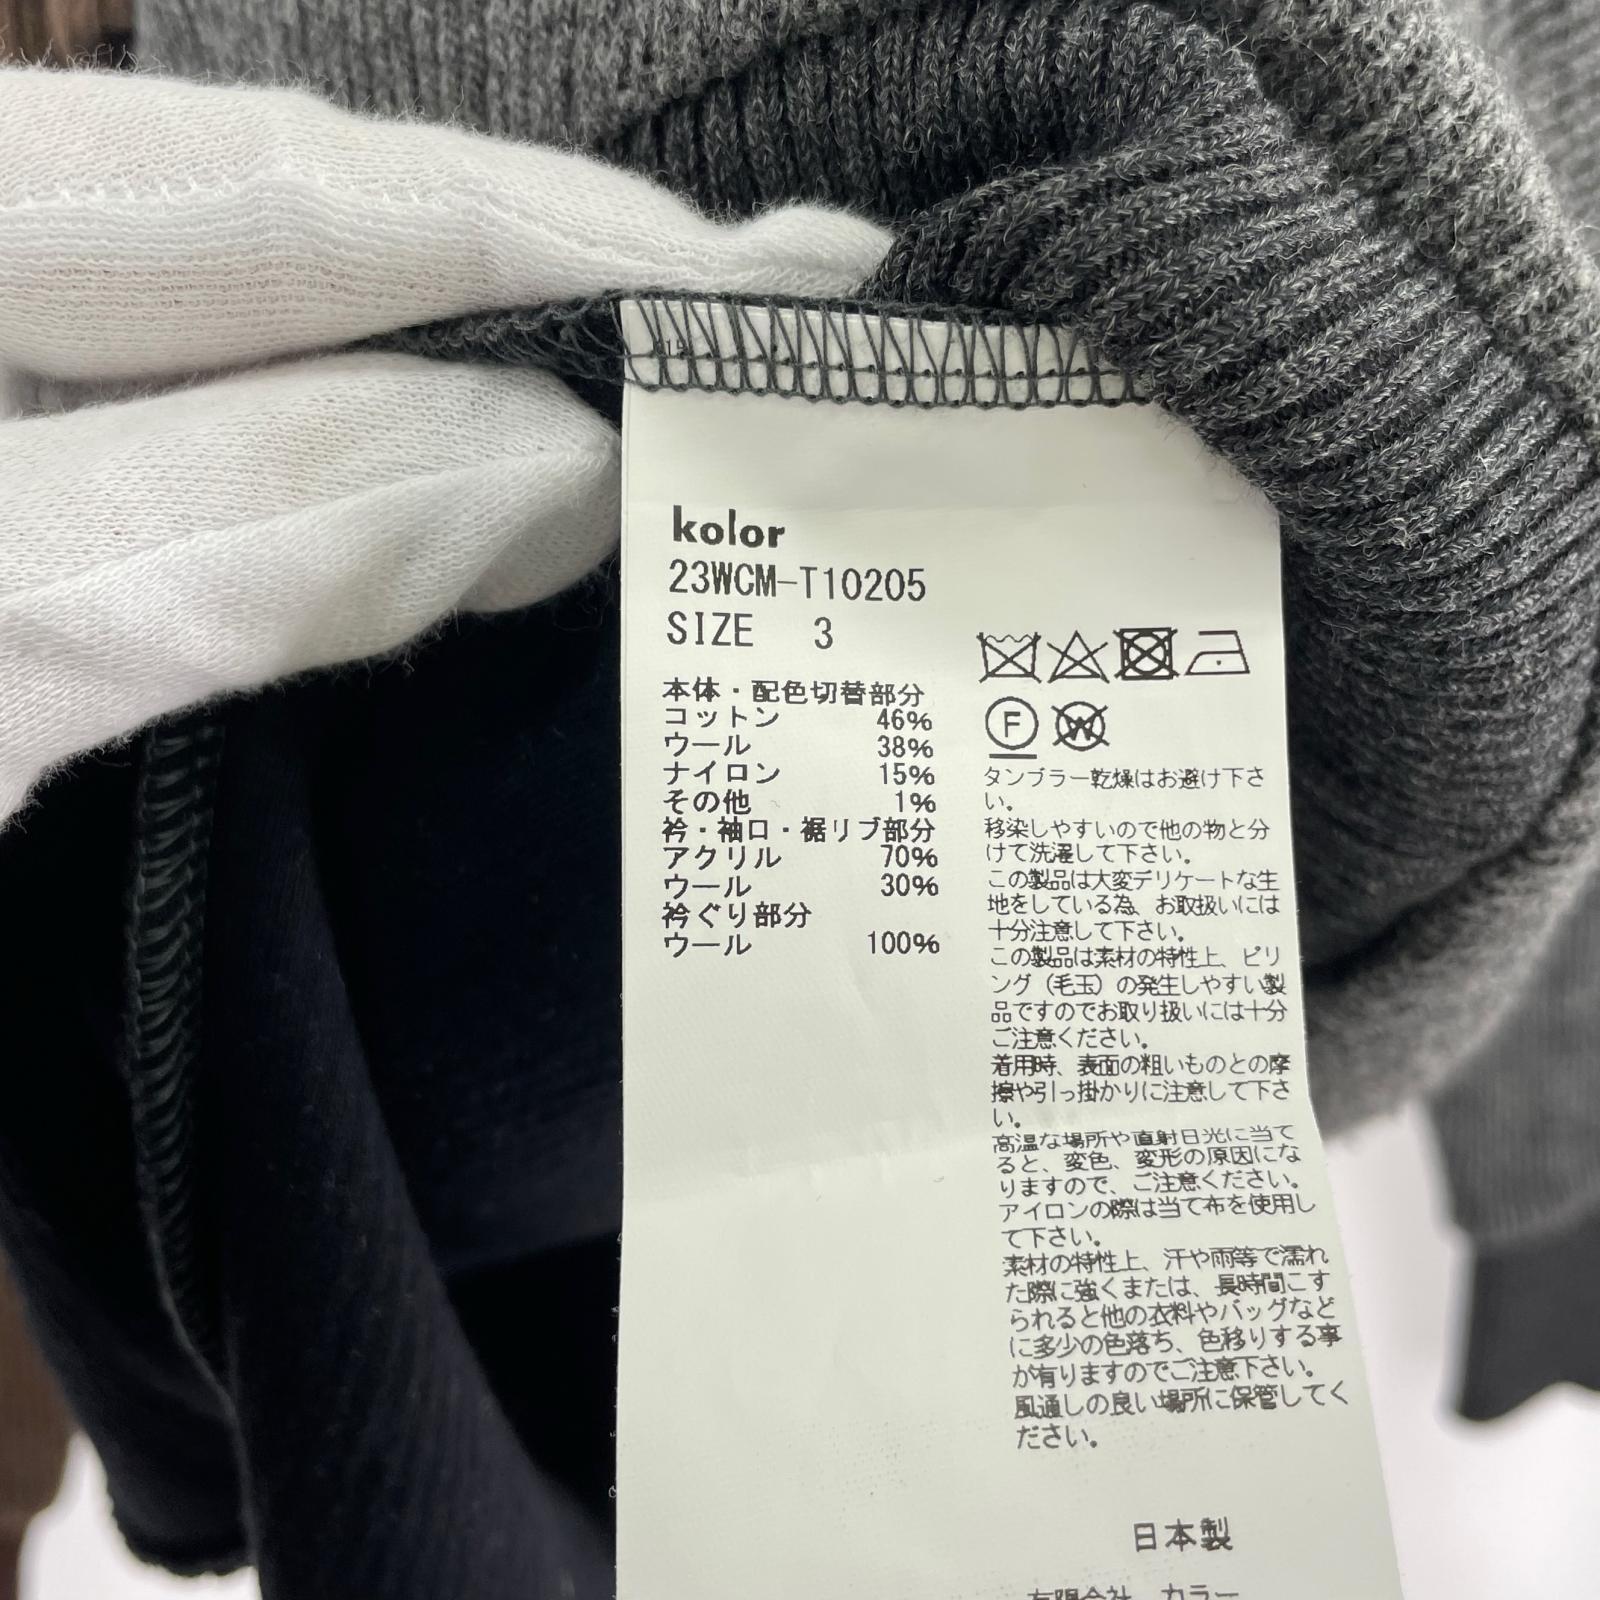 kolor
23WCM-T10205
SIZE 3
本体・配色切替部分
コットン 46%
ウール 38%
ナイロン 15%
その他 1%
衿・袖口・裾リブ部分
アクリル 70%
ウール 30%
衿ぐり部分
ウール 100%
F
W
タンブラー乾燥はお避け下さ
い。
移染しやすいので他の物と分
けて洗濯して下さい。
この製品は大変デリケートな生
地をしている為、お取扱いには
十分注意して下さい。
この製品は素材の特性上、ピリ
ング(毛玉)の発生しやすい製
品ですのでお取り扱いには十分
ご注意ください。
着用時、表面の粗いものとの摩
擦や引っ掛かりに注意して下さ
い。
高温な場所や直射日光に当て
ると、変色、変形の原因にな
りますので、ご注意ください。
アイロンの際は当て布を使用し
て下さい。
素材の特性上、汗や雨等で濡れ
た際に強くまたは、長時間こす
られると他の衣料やバッグなど
に多少の色落ち、色移りする事
が有りますのでご注意下さい。
風通しの良い場所に保管してく
ださい。
日本製
有限会社 カラー